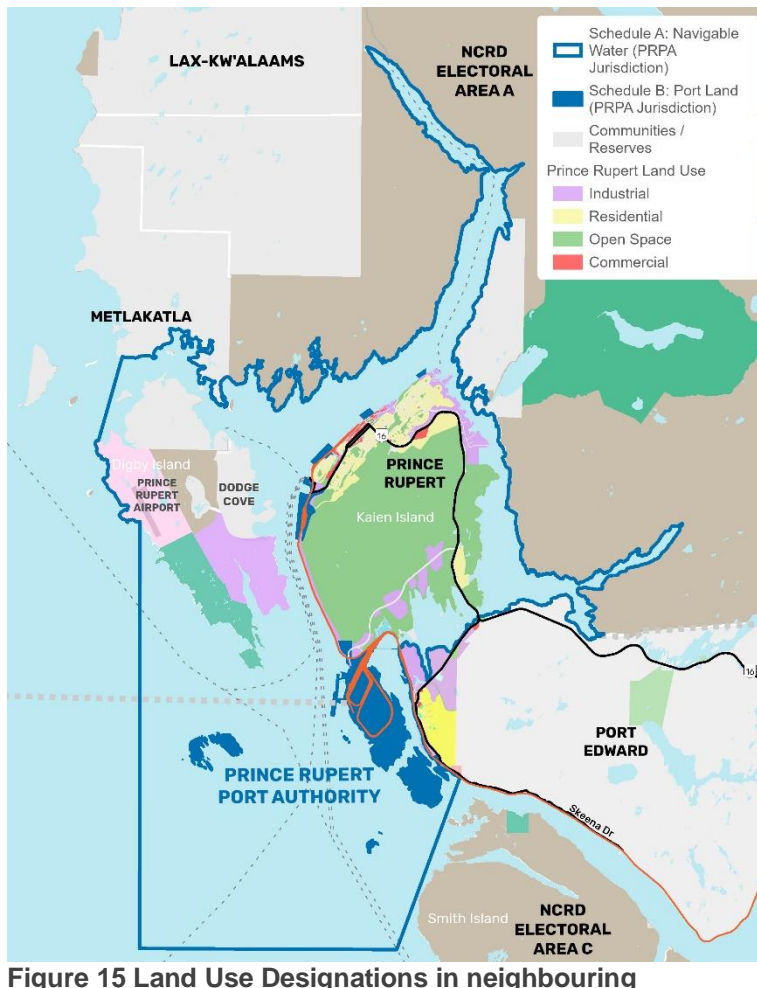 LAX-KW'ALAAMS
NCRD
ELECTORAL
AREA A
Schedule A: Navigable
Water (PRPA
Jurisdiction)
Schedule B: Port Land
(PRPA Jurisdiction)
Communities /
Reserves
Prince Rupert Land Use
Industrial
Residential
Open Space
Commercial
METLAKATLA
16
Digby Island
PRINCE
RUPERT
AIRPORT
DODGE
COVE
PRINCE
RUPERT
Kaien Island
16
PORT
EDWARD
PRINCE RUPERT
PORT AUTHORITY
Skeena Dr
Smith Island
NCRD
ELECTORAL
AREA C
Figure 15 Land Use Designations in neighbouring